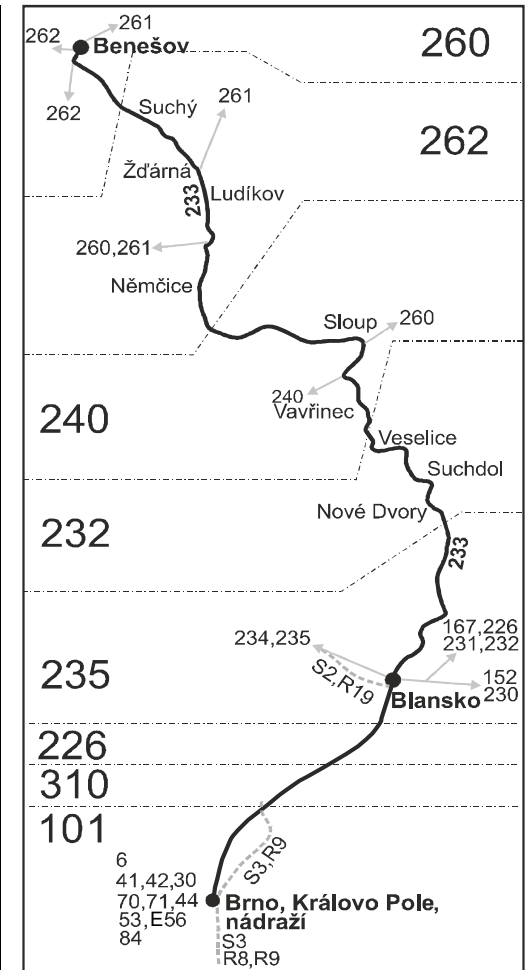 261
262
Benešov
260
262
Suchý
261
262
Žďárná
233
Ludíkov
260,261
Němčice
Sloup
260
240
240
Vavřinec
Veselice
Suchdol
Nové Dvory
232
233
167,226
231,232
234,235
S2,R19
152
230
235
Blansko
226
310
101
S3,R9
6
41,42,30
70,71,44
53,E56
84
Brno, Královo Pole,
nádraží
S3
R8,R9